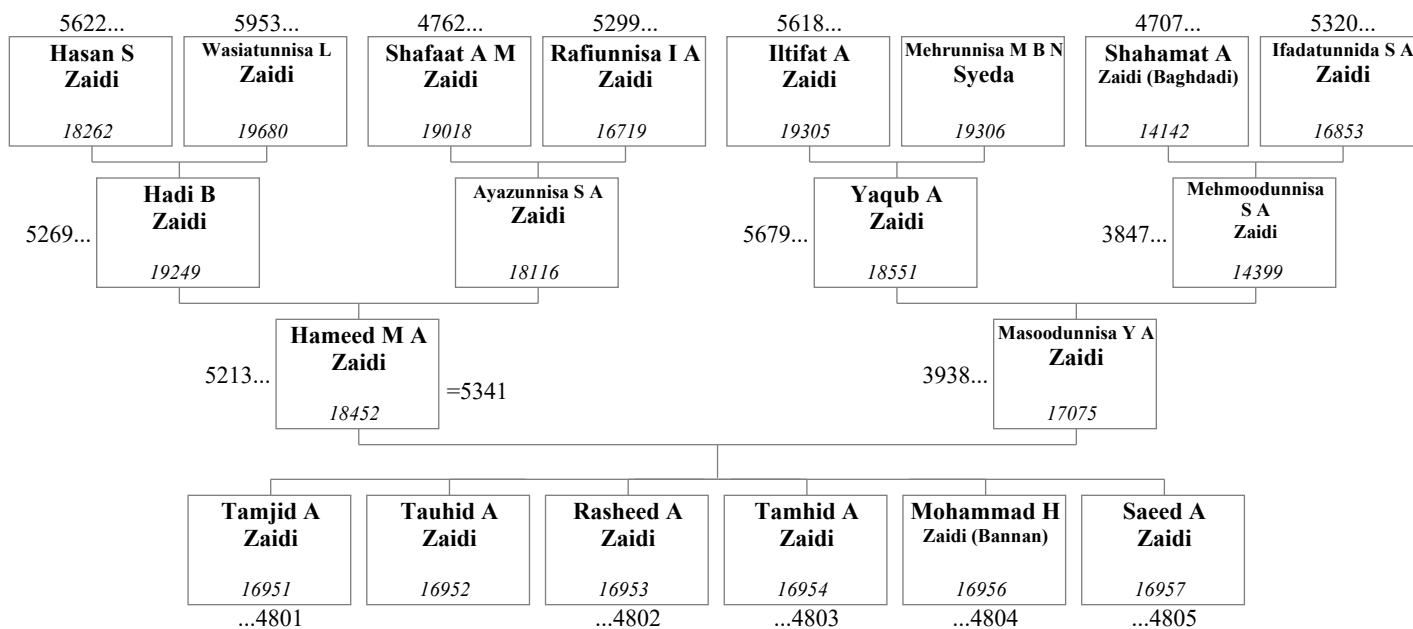 5622... 5953... 4762... 5299... 5618... 4707... 5320...
Hasan S Wasiatunnisa L Shafaat A M Rafiunnisa I A Iltifat A Mehrunnisa M B N Shahamat A Ifadatunnida S A
Zaidi Zaidi Zaidi Zaidi Zaidi Syeda Zaidi (Baghdadi) Zaidi
18262 19680 19018 16719 19305 19306 14142 16853
Hadi B Ayazunnisa S A Yaqub A Mehmoodunnisa
S A
Zaidi Zaidi Zaidi Zaidi
5269... 5679... 3847...
19249 18116 18551 14399
Hameed M A Masoodunnisa Y A
Zaidi Zaidi
5213... =5341 3938...
18452 17075
Tamjid A Tauhid A Rasheed A Tamhid A Mohammad H Saeed A
Zaidi Zaidi Zaidi Zaidi Zaidi (Bannan) Zaidi
16951 16952 16953 16954 16956 16957
...4801 ...4802 ...4803 ...4804 ...4805